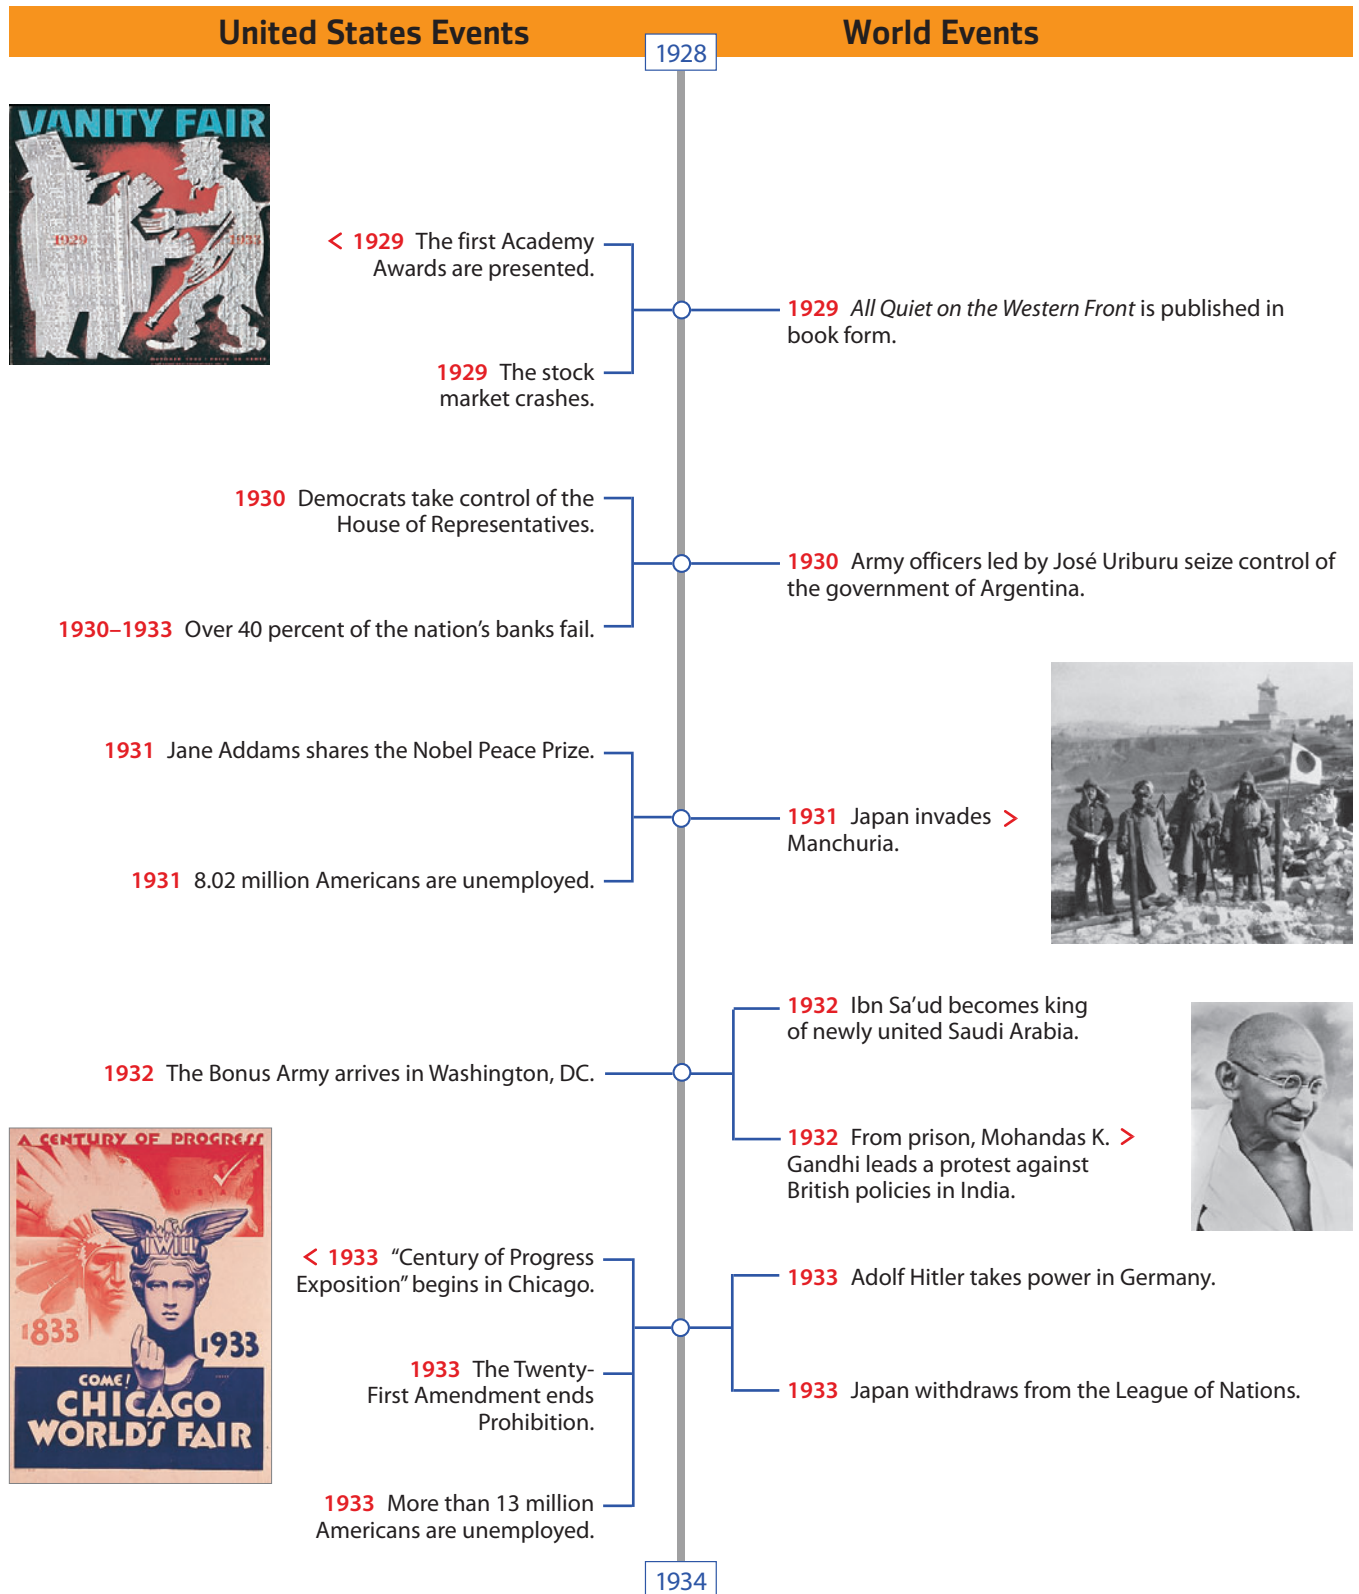 United States Events
World Events
1928
VANITY FAIR
1929
1933
< 1929 The first Academy
Awards are presented.
1929 All Quiet on the Western Front is published in
book form.
1929 The stock
market crashes.
1930 Democrats take control of the
House of Representatives.
1930 Army officers led by José Uriburu seize control of
the government of Argentina.
1930–1933 Over 40 percent of the nation’s banks fail.
1931 Jane Addams shares the Nobel Peace Prize.
1931 Japan invades >
Manchuria.
1931 8.02 million Americans are unemployed.
1932 Ibn Sa’ud becomes king
of newly united Saudi Arabia.
1932 The Bonus Army arrives in Washington, DC.
1932 From prison, Mohandas K. >
Gandhi leads a protest against
British policies in India.
A CENTURY OF PROGRESS
I WILL
1833
1933
COME!
CHICAGO
WORLD'S FAIR
< 1933 “Century of Progress
Exposition” begins in Chicago.
1933 Adolf Hitler takes power in Germany.
1933 The Twenty-
First Amendment ends
Prohibition.
1933 Japan withdraws from the League of Nations.
1933 More than 13 million
Americans are unemployed.
1934